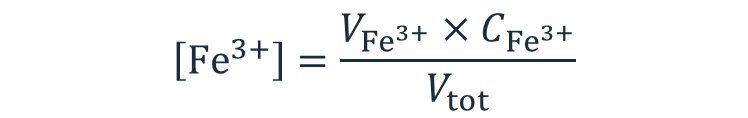 [Fe³⁺] = (V_Fe³⁺ × C_Fe³⁺) / V_tot